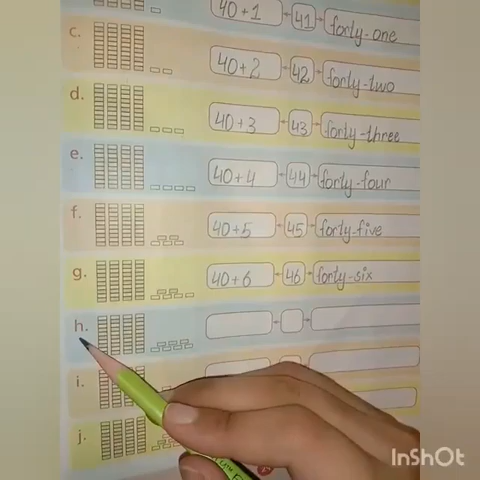 40+1 41 forty-one
c. 40+2 42 forty-two
d. 40+3 43 forty-three
e. 40+4 44 forty-four
f. 40+5 45 forty-five
g. 40+6 46 forty-six
h.
i.
j.
InShOt